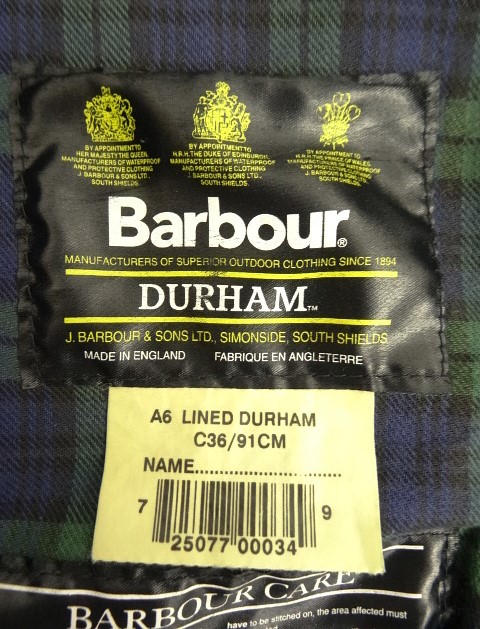 BY APPOINTMENT TO
HER MAJESTY THE QUEEN
MANUFACTURERS OF WATERPROOF
AND PROTECTIVE CLOTHING
J. BARBOUR & SONS LTD.,
SOUTH SHIELDS.
BY APPOINTMENT TO
H.R.H. THE DUKE OF EDINBURGH
MANUFACTURERS OF WATERPROOF
AND PROTECTIVE CLOTHING
J. BARBOUR & SONS LTD.,
SOUTH SHIELDS.
BY APPOINTMENT TO
H.R.H. THE PRINCE OF WALES
MANUFACTURERS OF WATERPROOF
AND PROTECTIVE CLOTHING
J. BARBOUR & SONS LTD.,
SOUTH SHIELDS.
Barbour®
MANUFACTURERS OF SUPERIOR OUTDOOR CLOTHING SINCE 1894
DURHAM™
J. BARBOUR & SONS LTD., SIMONSIDE, SOUTH SHIELDS
MADE IN ENGLAND FABRIQUE EN ANGLETERRE
A6 LINED DURHAM
C36/91CM
NAME..................................
7 25077 00034 9
BARBOUR CARE
have to be stitched on, the area affected must